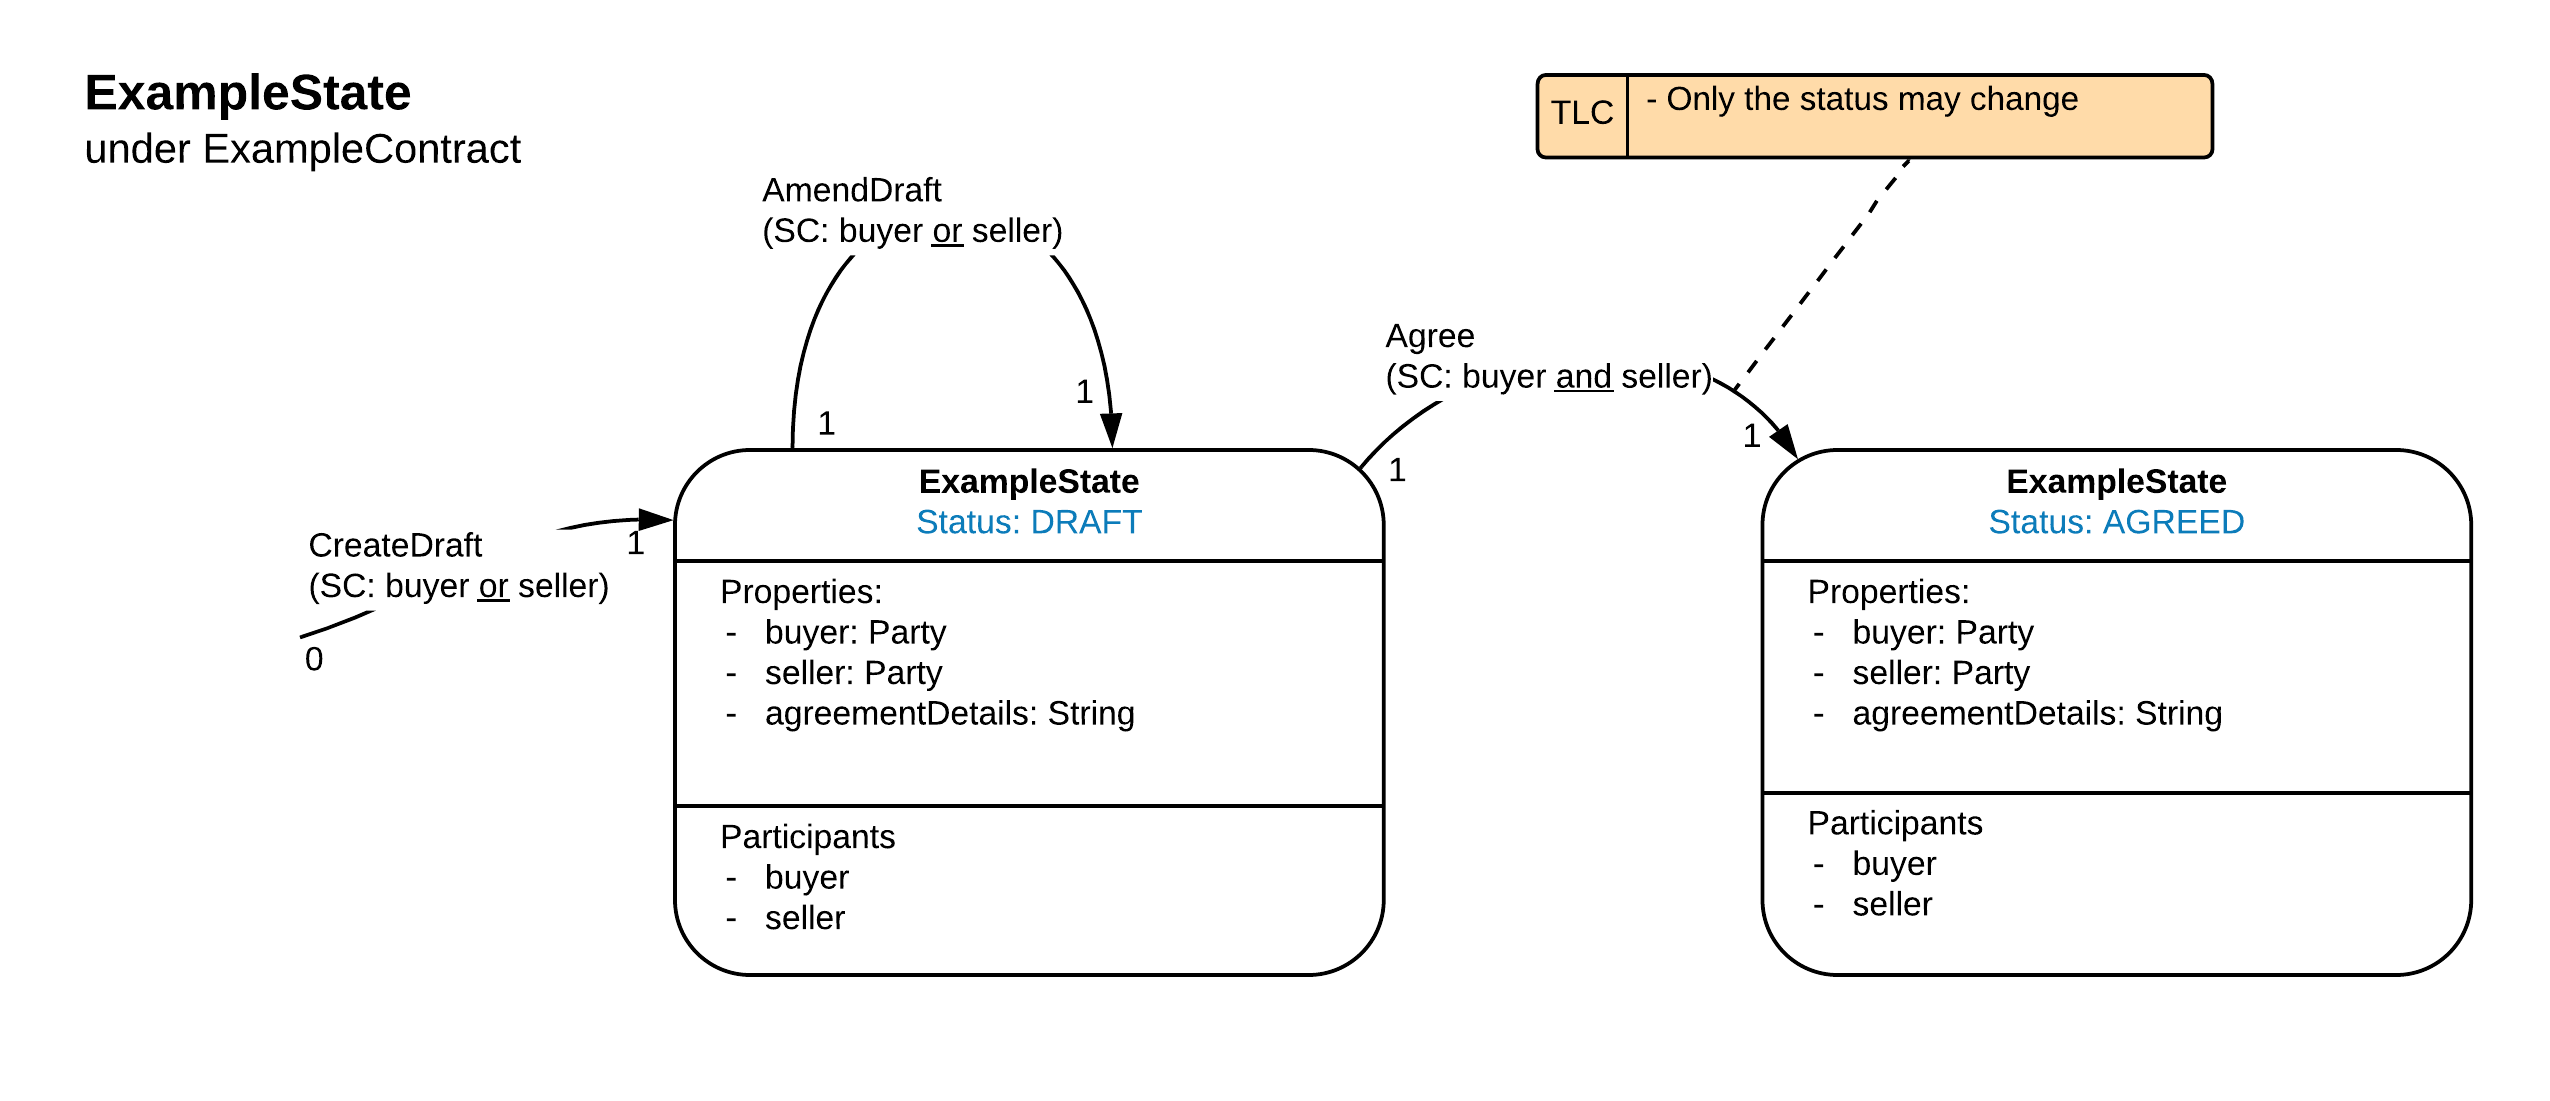 ExampleState
under ExampleContract
TLC
- Only the status may change
AmendDraft
(SC: buyer or seller)
1
1
Agree
(SC: buyer and seller)
1
1
CreateDraft
(SC: buyer or seller)
0
1
ExampleState
Status: DRAFT
Properties:
- buyer: Party
- seller: Party
- agreementDetails: String
Participants
- buyer
- seller
ExampleState
Status: AGREED
Properties:
- buyer: Party
- seller: Party
- agreementDetails: String
Participants
- buyer
- seller